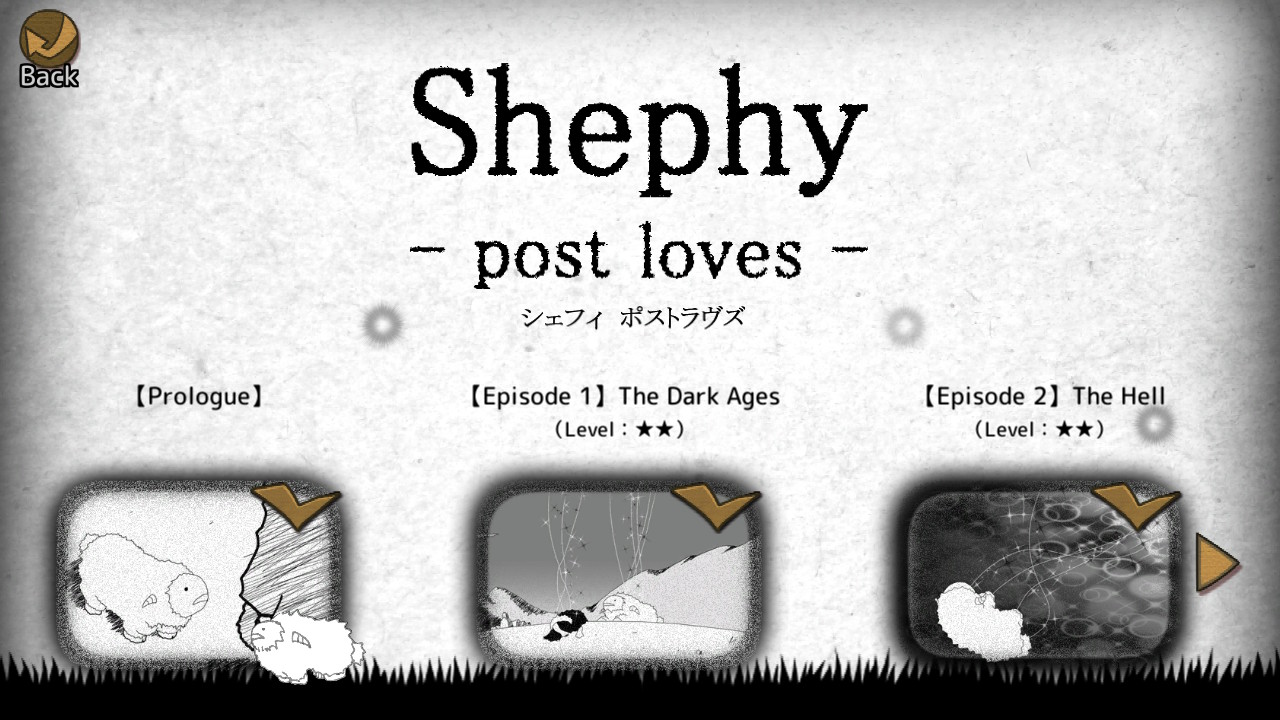 Back
Shephy
- post loves -
シェフィ ポストラヴズ
【Prologue】
【Episode 1】The Dark Ages
(Level：★★)
【Episode 2】The Hell
(Level：★★)